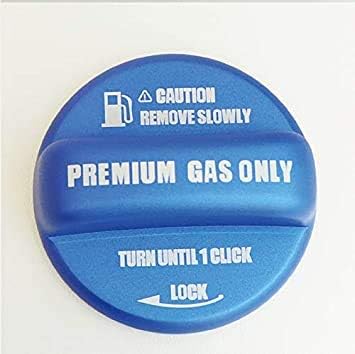 ⚠ CAUTION
REMOVE SLOWLY
PREMIUM GAS ONLY
TURN UNTIL 1 CLICK
LOCK